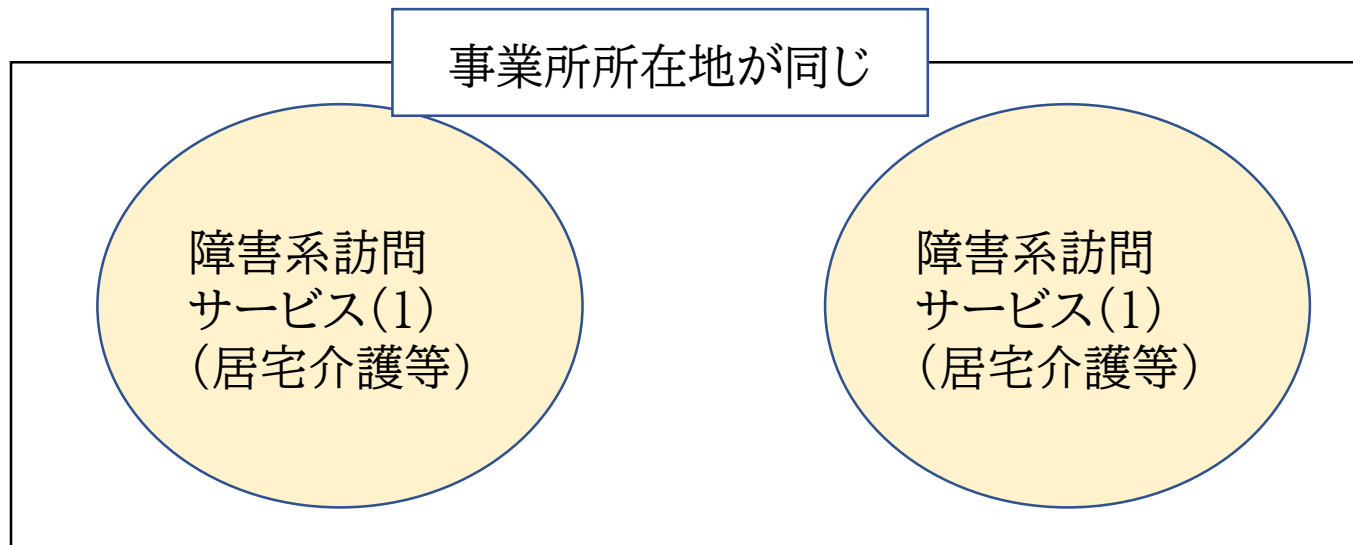 事業所所在地が同じ
障害系訪問
サービス(1)
(居宅介護等)
障害系訪問
サービス(1)
(居宅介護等)